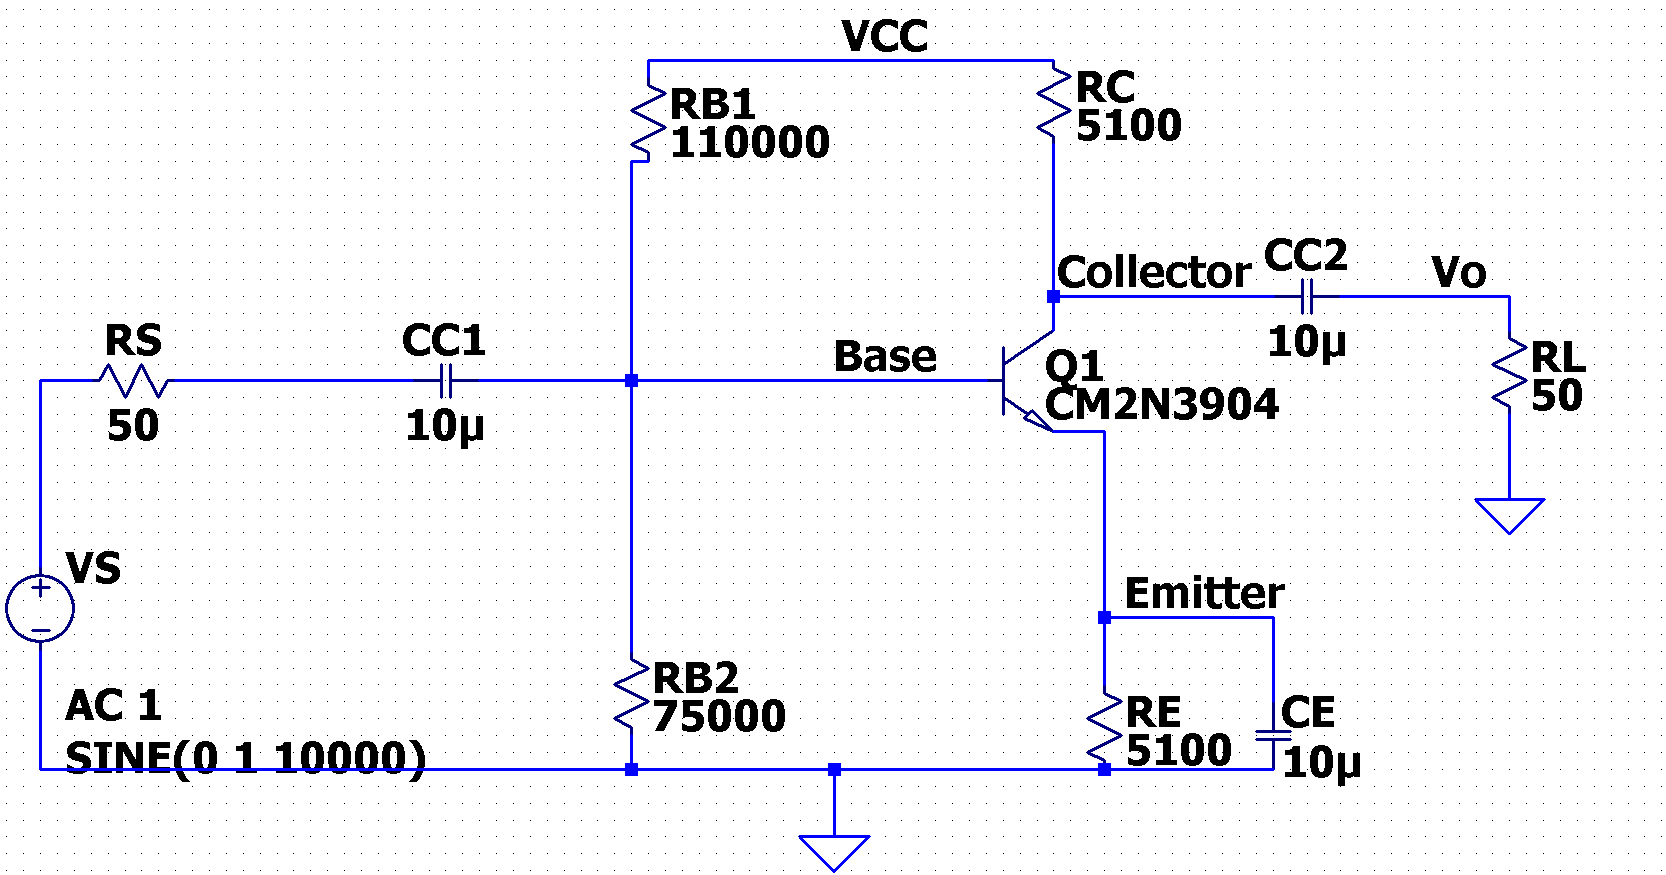 VCC
RB1
110000
RC
5100
Collector
CC2
10µ
Vo
RS
50
CC1
10µ
Base
Q1
CM2N3904
RL
50
VS
AC 1
SINE(0 1 10000)
RB2
75000
Emitter
RE
5100
CE
10µ